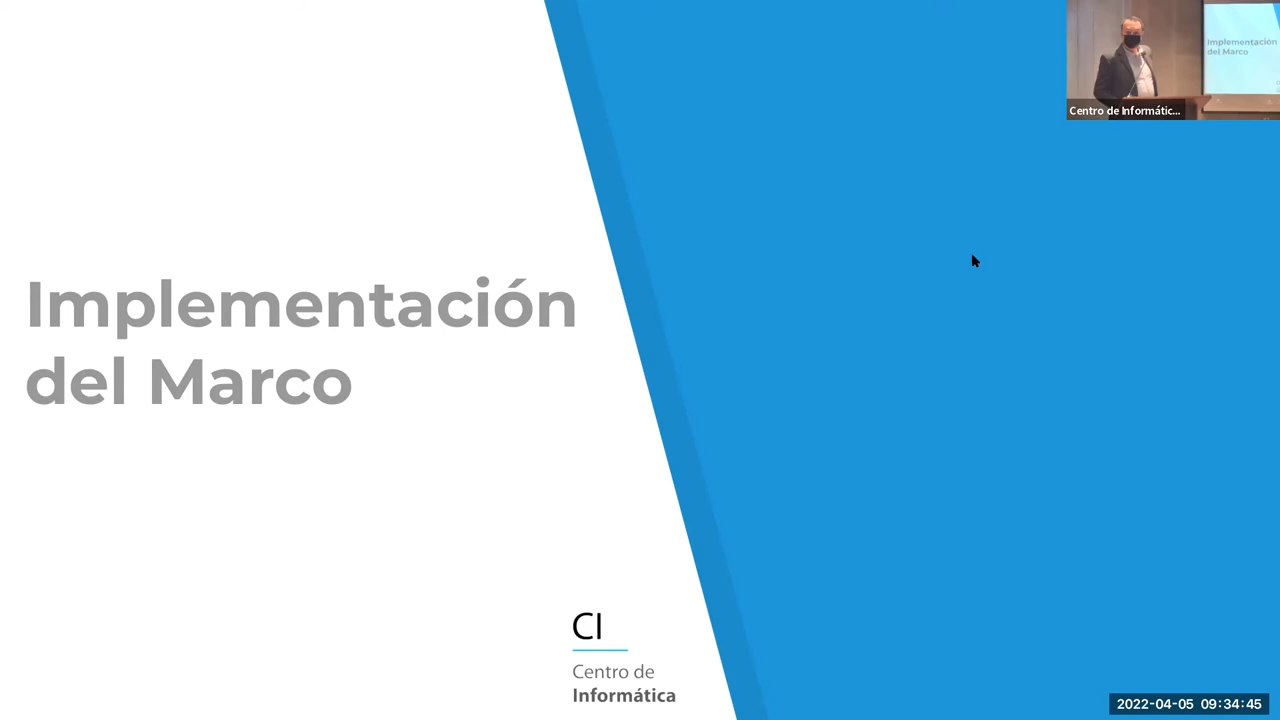 Implementación
del Marco
Implementación
del Marco
Centro de Informátic...
CI
Centro de
Informática
2022-04-05 09:34:45